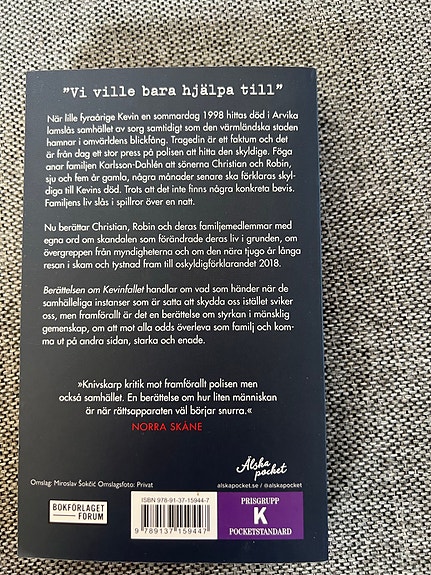 "Vi ville bara hjälpa till"
När lille fyraårige Kevin en sommardag 1998 hittas död i Arvika
lamslås samhället av sorg samtidigt som den värmländska staden
hamnar i omvärldens blickfång. Tragedin är ett faktum och det
är från dag ett stor press på polisen att hitta den skyldige. Föga
anar familjen Karlsson-Dahlén att sönerna Christian och Robin,
sju och fem år gamla, några månader senare ska förklaras skyl-
diga till Kevins död. Trots att det inte finns några konkreta bevis.
Familjens liv slås i spillror över en natt.
Nu berättar Christian, Robin och deras familjemedlemmar med
egna ord om skandalen som förändrade deras liv i grunden, om
övergreppen från myndigheterna och om den nära tjugo år långa
resan i skam och tystnad fram till oskyldigförklarandet 2018.
Berättelsen om Kevinfallet handlar om vad som händer när de
samhälleliga instanser som är satta att skydda oss istället sviker
oss, men framförallt är det en berättelse om styrkan i mänsklig
gemenskap, om att mot alla odds överleva som familj och kom-
ma ut på andra sidan, starka och enade.
»Knivskarp kritik mot framförallt polisen men
också samhället. En berättelse om hur liten människan
är när rättsapparaten väl börjar snurra.«
NORRA SKÅNE
Älska
pocket
Omslag: Miroslav Šokčić Omslagsfoto: Privat
alskapocket.se / @alskapocket
BOKFÖRLAGET
FORUM
ISBN 978-91-37-15944-7
9 789137 159447
PRISGRUPP
K
POCKETSTANDARD